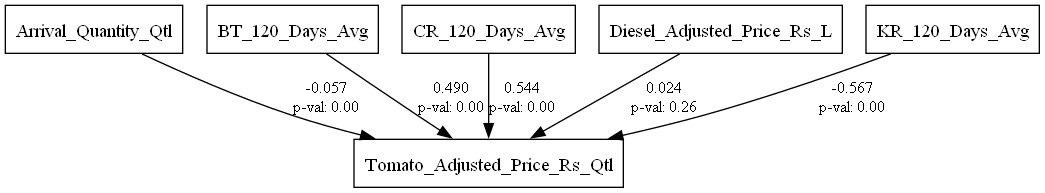 Arrival_Quantity_Qtl
BT_120_Days_Avg
CR_120_Days_Avg
Diesel_Adjusted_Price_Rs_L
KR_120_Days_Avg
-0.057
p-val: 0.00
0.490
p-val: 0.00
0.544
p-val: 0.00
0.024
p-val: 0.26
-0.567
p-val: 0.00
Tomato_Adjusted_Price_Rs_Qtl